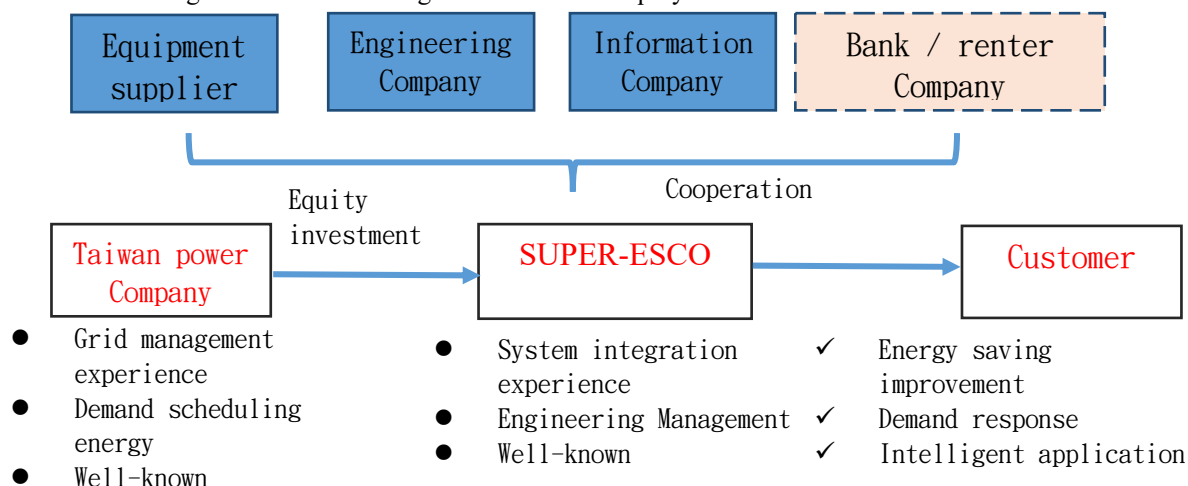 Equipment
supplier
Engineering
Company
Information
Company
Bank / renter
Company
Equity
investment
Cooperation
Taiwan power
Company
SUPER-ESCO
Customer
● Grid management
experience
● Demand scheduling
energy
● Well-known
● System integration
experience
● Engineering Management
● Well-known
✓ Energy saving
improvement
✓ Demand response
✓ Intelligent application